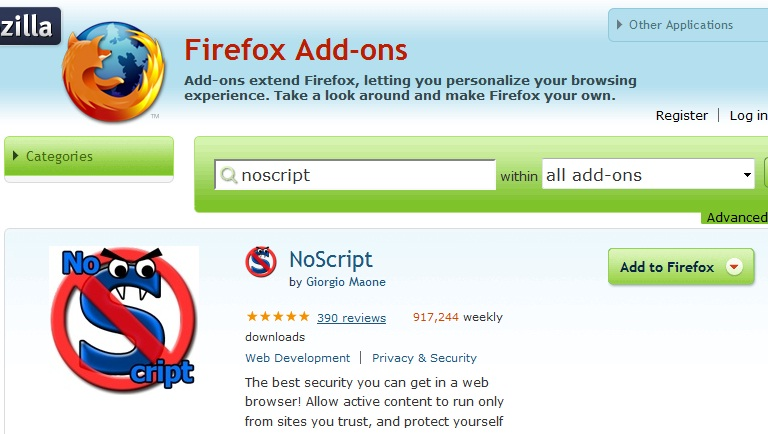 zilla
Other Applications
Firefox Add-ons
Add-ons extend Firefox, letting you personalize your browsing
experience. Take a look around and make Firefox your own.
TM
Register | Log in
Categories
noscript within all add-ons
Advanced
No
S
cript
NoScript
by Giorgio Maone
Add to Firefox
390 reviews 917,244 weekly
downloads
Web Development | Privacy & Security
The best security you can get in a web
browser! Allow active content to run only
from sites you trust, and protect yourself